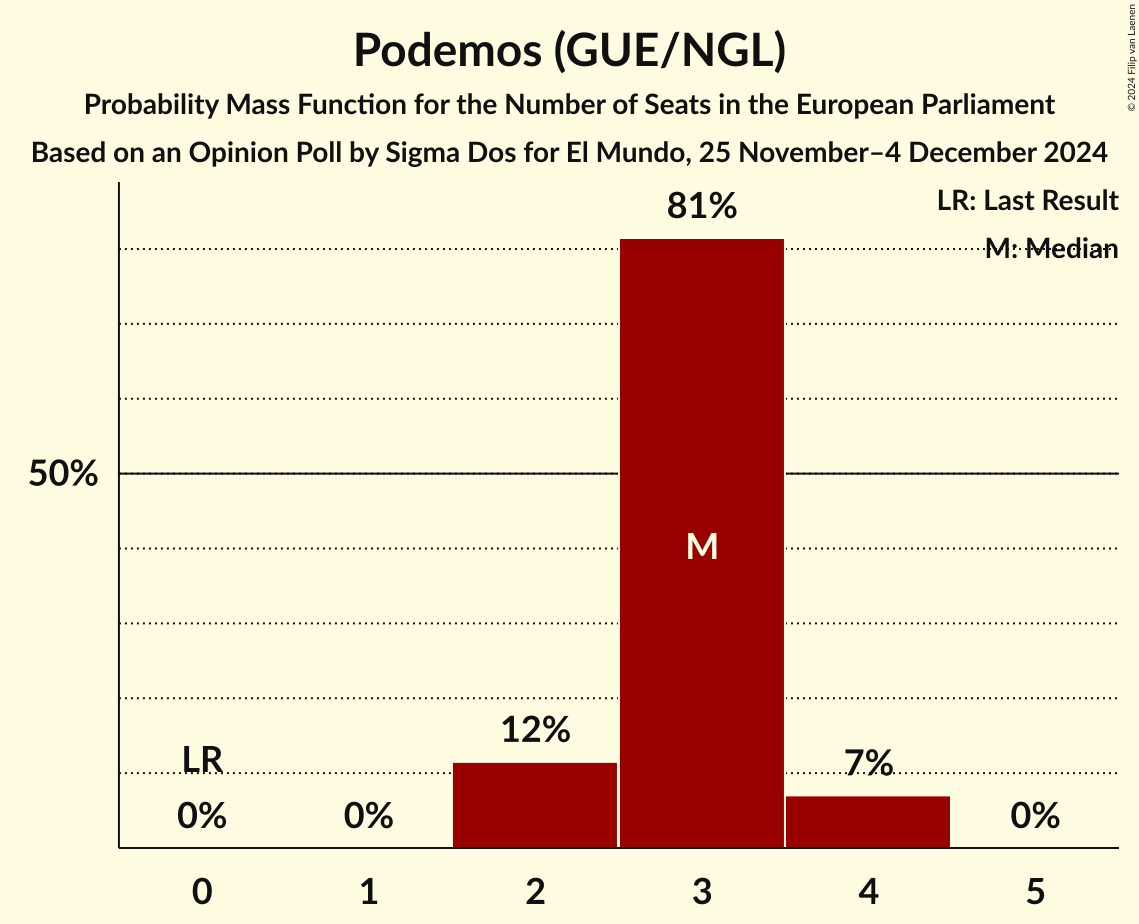 Podemos (GUE/NGL)
Probability Mass Function for the Number of Seats in the European Parliament
Based on an Opinion Poll by Sigma Dos for El Mundo, 25 November–4 December 2024
© 2024 Filip van Laenen
LR: Last Result
M: Median
81%
50%
M
12%
LR
7%
0%
0%
0%
0 1 2 3 4 5